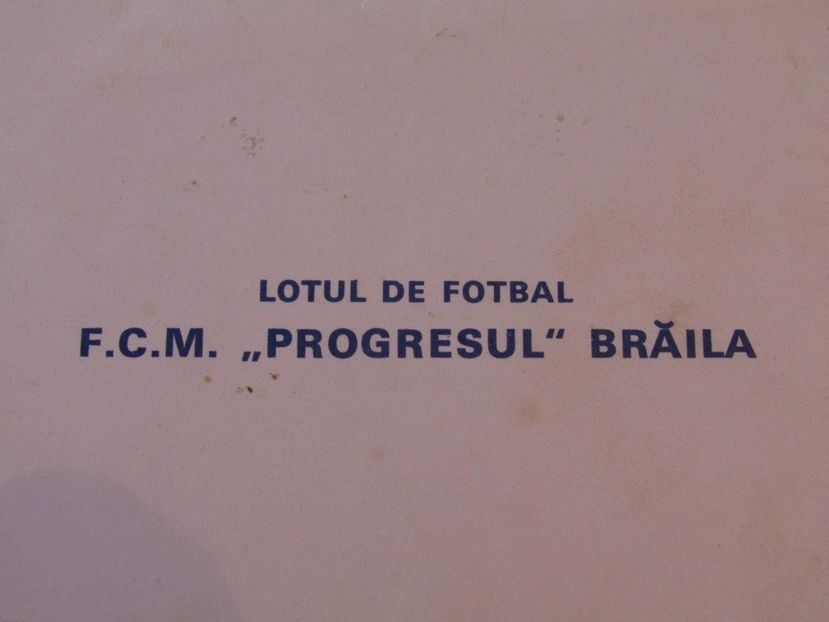 LOTUL DE FOTBAL
F.C.M. „PROGRESUL“ BRĂILA